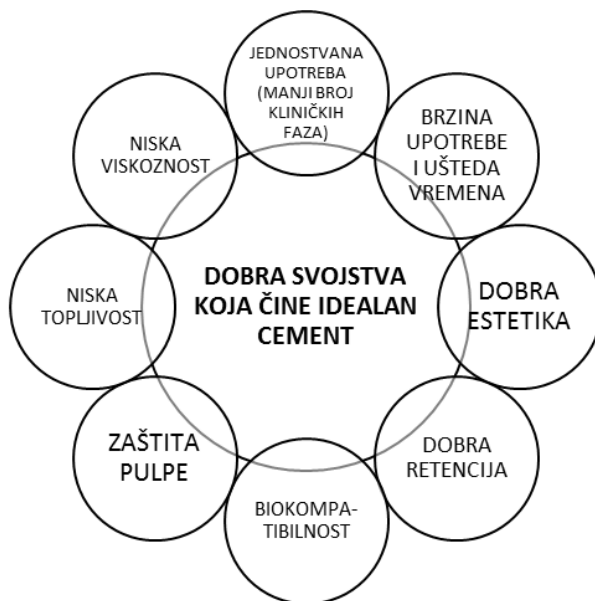 JEDNOSTVANA
UPOTREBA
(MANJI BROJ
KLINIČKIH
FAZA)
BRZINA
UPOTREBE
I UŠTEDA
VREMENA
DOBRA
ESTETIKA
DOBRA
RETENCIJA
BIOKOMPA-
TIBILNOST
ZAŠTITA
PULPE
NISKA
TOPLJIVOST
NISKA
VISKOZNOST
DOBRA SVOJSTVA
KOJA ČINE IDEALAN
CEMENT